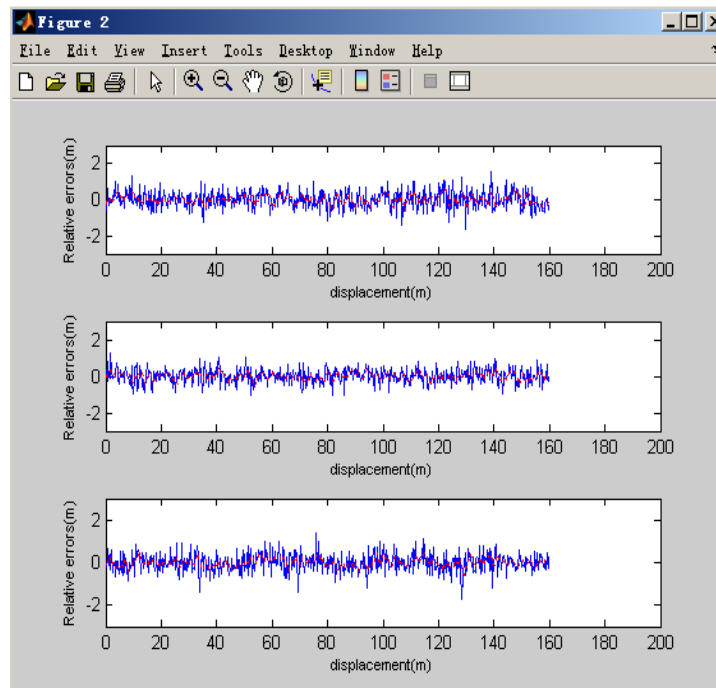 Figure 2
File Edit View Insert Tools Desktop Window Help
Relative errors(m)
2
0
-2
0 20 40 60 80 100 120 140 160 180 200
displacement(m)
Relative errors(m)
2
0
-2
0 20 40 60 80 100 120 140 160 180 200
displacement(m)
Relative errors(m)
2
0
-2
0 20 40 60 80 100 120 140 160 180 200
displacement(m)